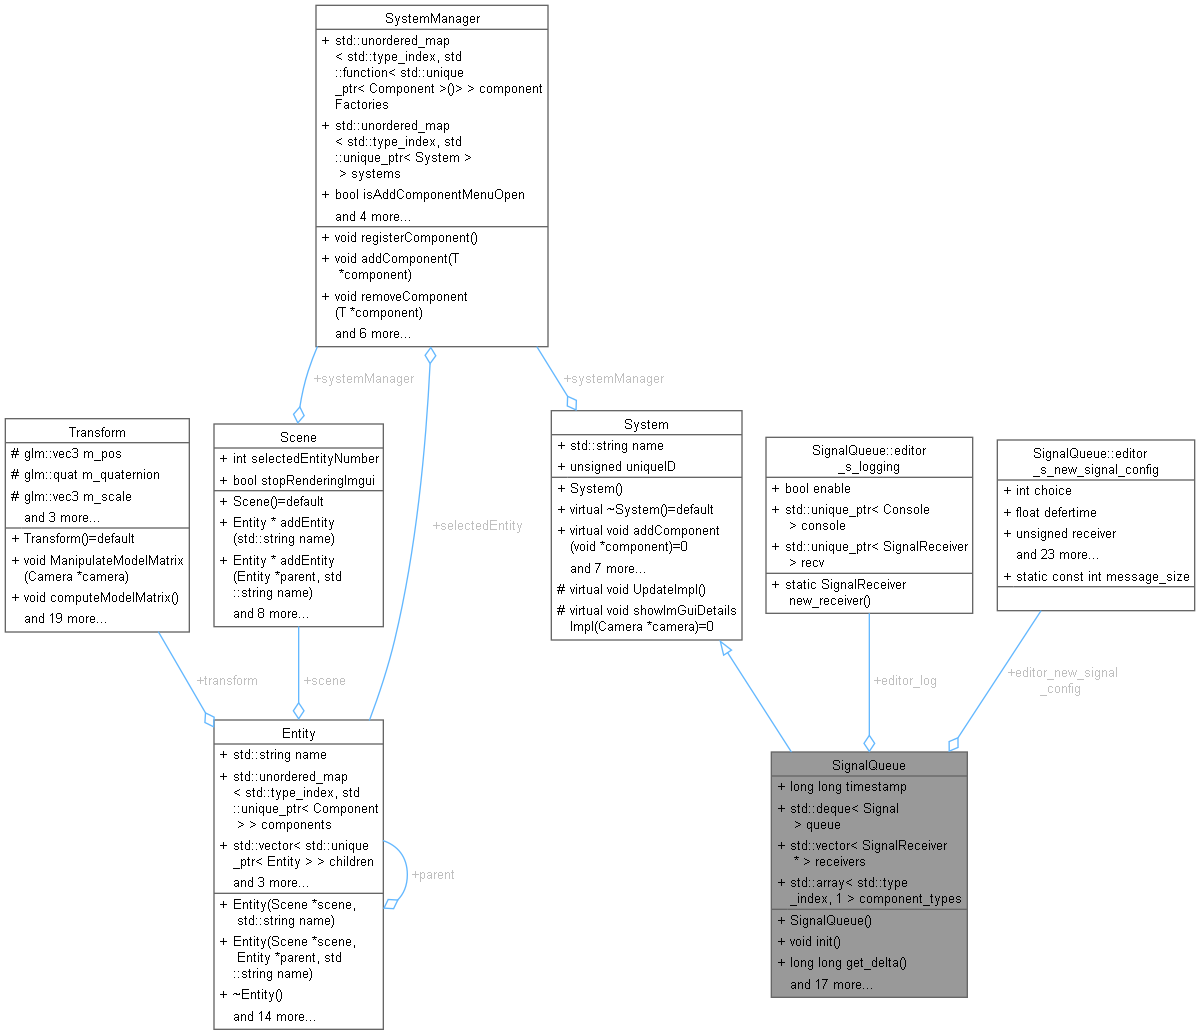 SystemManager
+ std::unordered_map
< std::type_index, std
::function< std::unique
_ptr< Component >()> > component
Factories
+ std::unordered_map
< std::type_index, std
::unique_ptr< System >
> systems
+ bool isAddComponentMenuOpen
and 4 more...
+ void registerComponent()
+ void addComponent(T
*component)
+ void removeComponent
(T *component)
and 6 more...
+systemManager
+systemManager
Transform
# glm::vec3 m_pos
# glm::quat m_quaternion
# glm::vec3 m_scale
and 3 more...
+ Transform()=default
+ void ManipulateModelMatrix
(Camera *camera)
+ void computeModelMatrix()
and 19 more...
Scene
+ int selectedEntityNumber
+ bool stopRenderingImgui
+ Scene()=default
+ Entity * addEntity
(std::string name)
+ Entity * addEntity
(Entity *parent, std
::string name)
and 8 more...
+selectedEntity
System
+ std::string name
+ unsigned uniqueID
+ System()
+ virtual ~System()=default
+ virtual void addComponent
(void *component)=0
and 7 more...
# virtual void UpdateImpl()
# virtual void showImGuiDetails
Impl(Camera *camera)=0
SignalQueue::editor
_s_logging
+ bool enable
+ std::unique_ptr< Console
> console
+ std::unique_ptr< SignalReceiver
> recv
+ static SignalReceiver
new_receiver()
SignalQueue::editor
_s_new_signal_config
+ int choice
+ float defertime
+ unsigned receiver
and 23 more...
+ static const int message_size
+transform
+scene
+editor_log
+editor_new_signal
_config
Entity
+ std::string name
+ std::unordered_map
< std::type_index, std
::unique_ptr< Component
> > components
+ std::vector< std::unique
_ptr< Entity > > children
and 3 more...
+ Entity(Scene *scene,
std::string name)
+ Entity(Scene *scene,
Entity *parent, std
::string name)
+ ~Entity()
and 14 more...
+parent
SignalQueue
+ long long timestamp
+ std::deque< Signal
> queue
+ std::vector< SignalReceiver
* > receivers
+ std::array< std::type
_index, 1 > component_types
+ SignalQueue()
+ void init()
+ long long get_delta()
and 17 more...